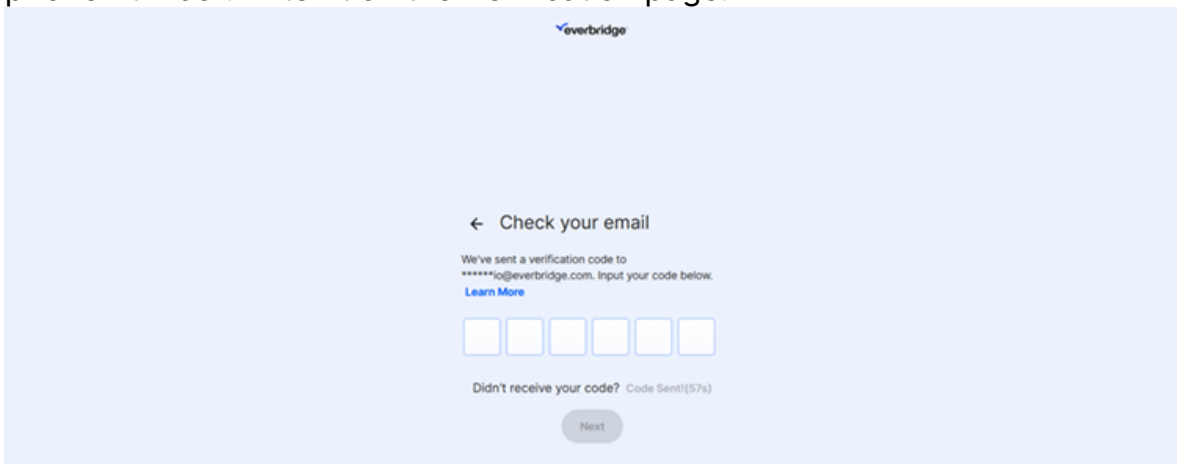 everbridge
← Check your email
We've sent a verification code to
******io@everbridge.com. Input your code below.
Learn More
Didn't receive your code? Code Sent!(57s)
Next